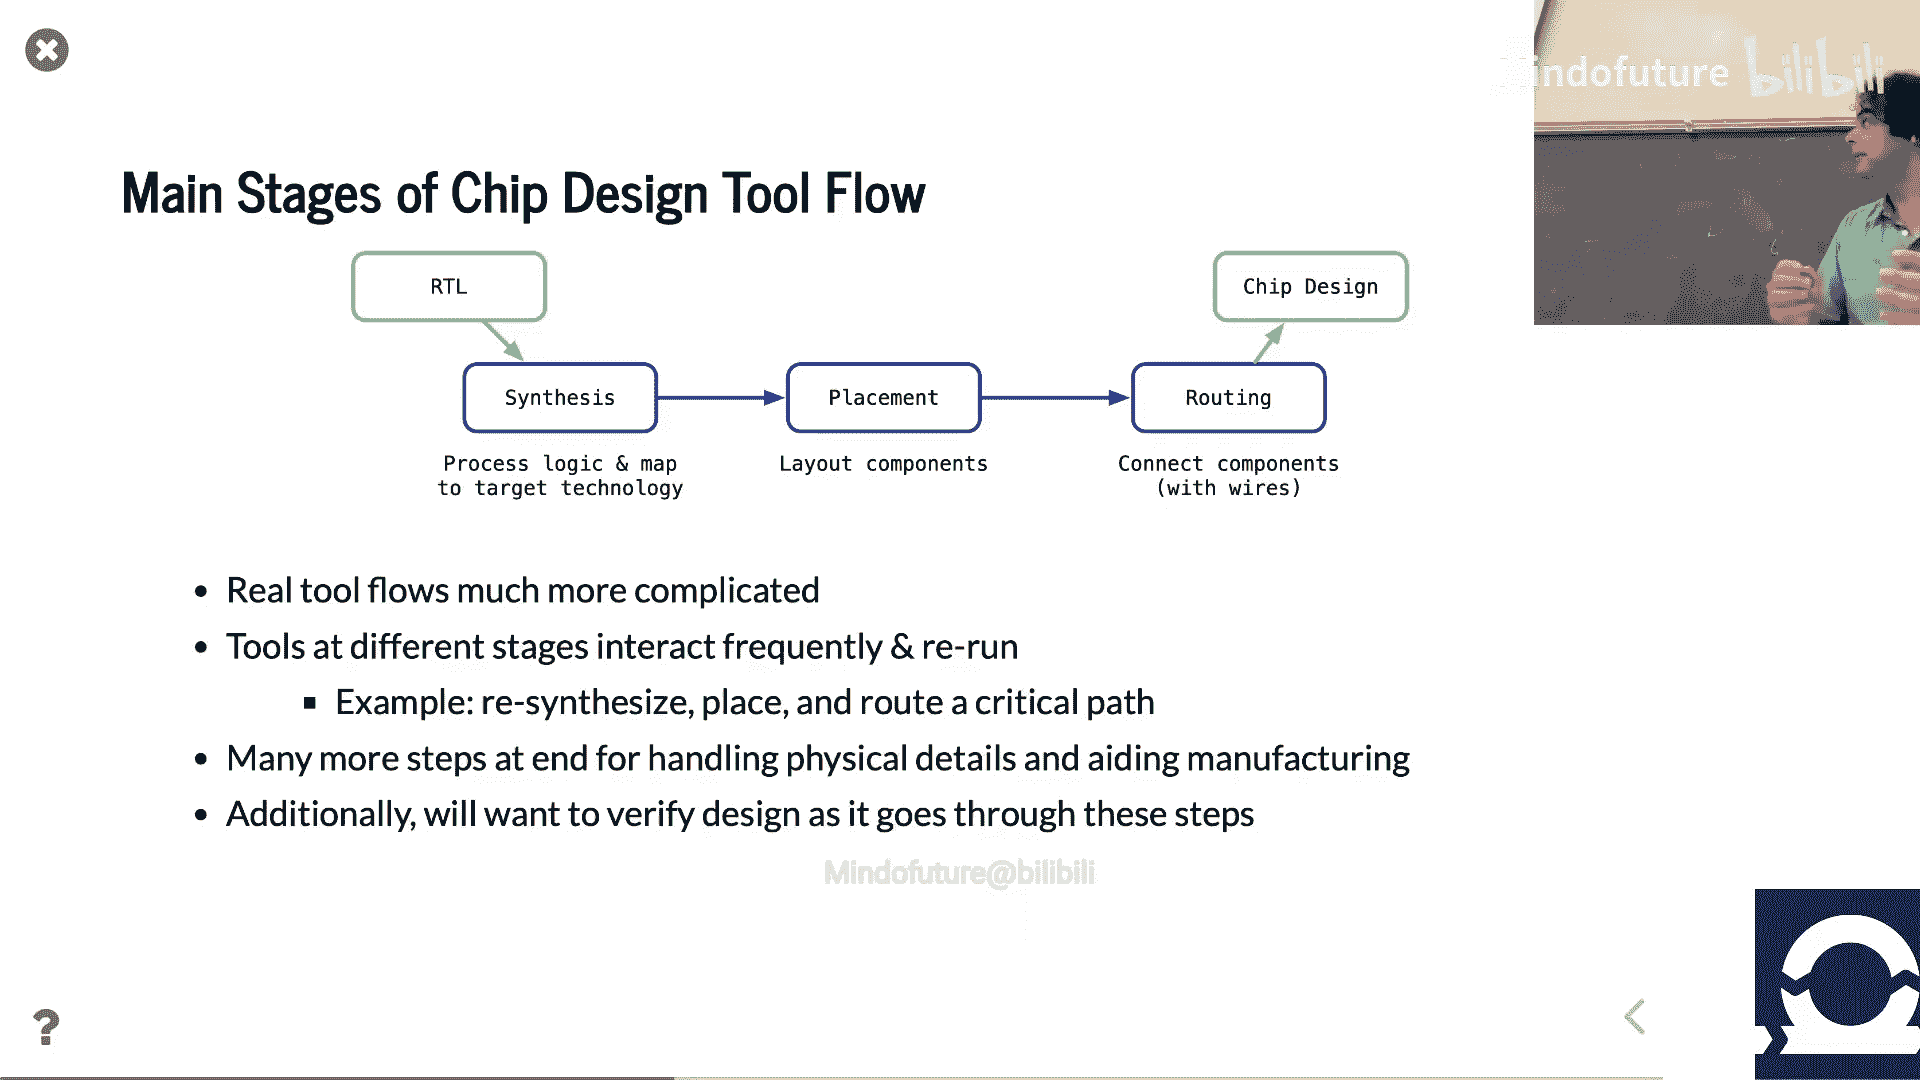 indofuture bilibili
Main Stages of Chip Design Tool Flow
RTL
Chip Design
Synthesis
Placement
Routing
Process logic & map
to target technology
Layout components
Connect components
(with wires)
Real tool flows much more complicated
Tools at different stages interact frequently & re-run
Example: re-synthesize, place, and route a critical path
Many more steps at end for handling physical details and aiding manufacturing
Additionally, will want to verify design as it goes through these steps
Mindofuture@bilibili
?